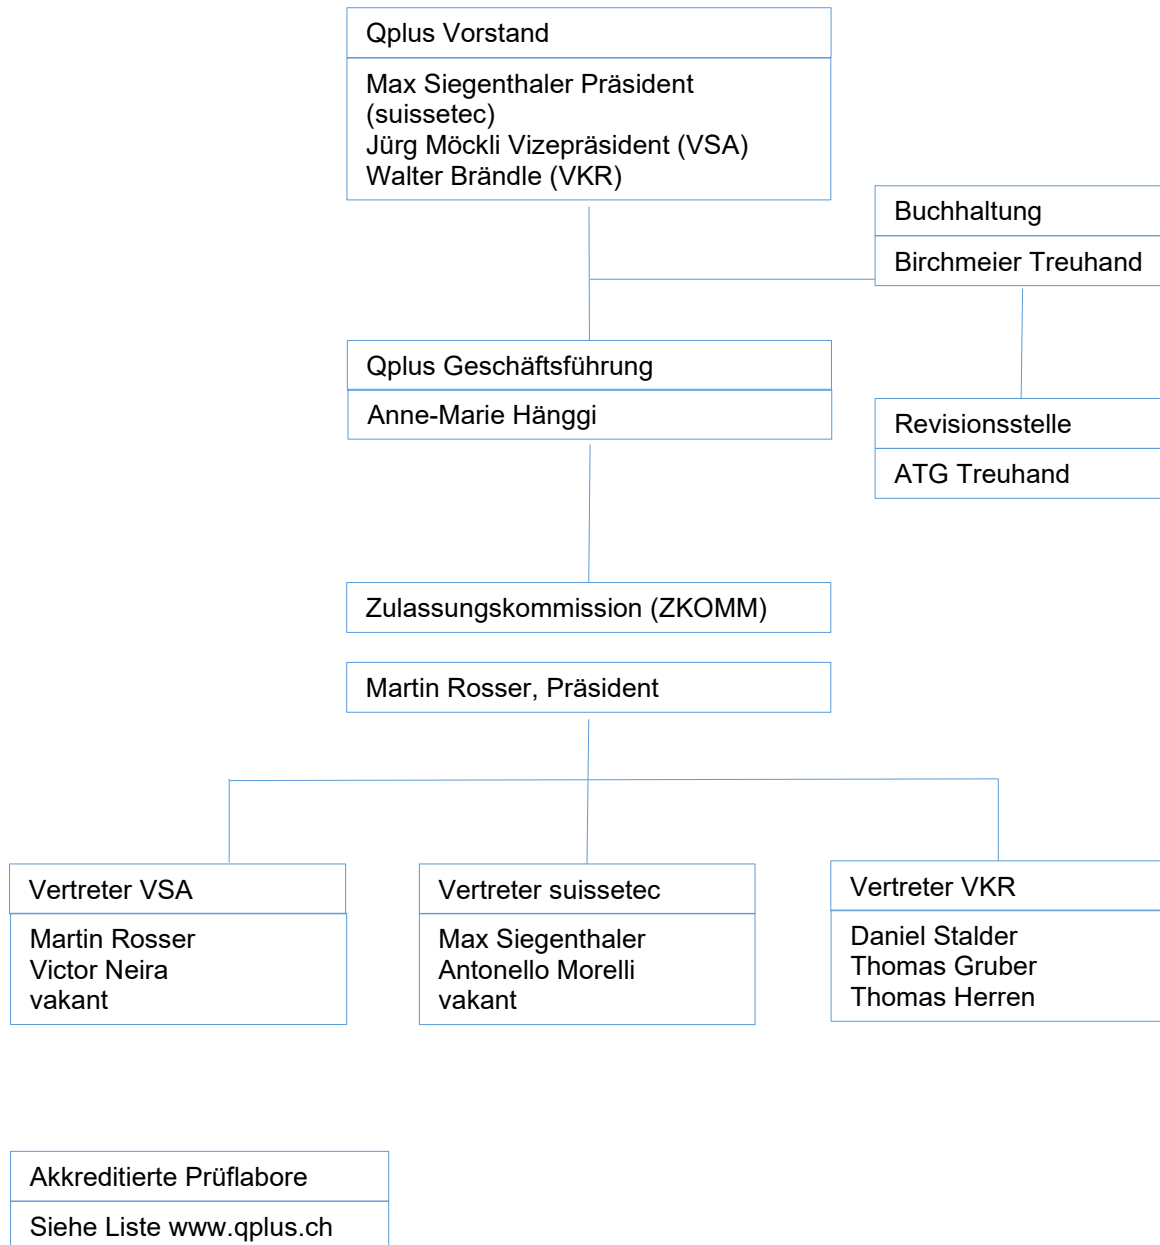 Qplus Vorstand
Max Siegenthaler Präsident
(suissetec)
Jürg Möckli Vizepräsident (VSA)
Walter Brändle (VKR)
Buchhaltung
Birchmeier Treuhand
Qplus Geschäftsführung
Anne-Marie Hänggi
Revisionsstelle
ATG Treuhand
Zulassungskommission (ZKOMM)
Martin Rosser, Präsident
Vertreter VSA
Martin Rosser
Victor Neira
vakant
Vertreter suissetec
Max Siegenthaler
Antonello Morelli
vakant
Vertreter VKR
Daniel Stalder
Thomas Gruber
Thomas Herren
Akkreditierte Prüflabore
Siehe Liste www.qplus.ch